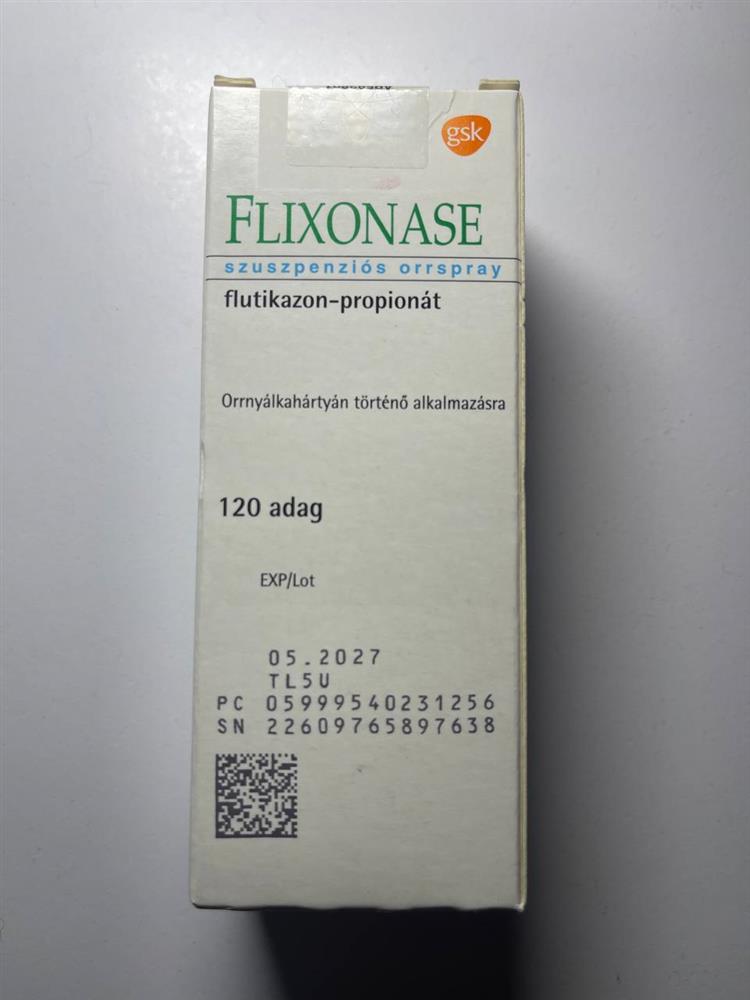 gsk
FLIXONASE
szuszpenziós orrspray
flutikazon-propionát
Orrnyálkahártyán történő alkalmazásra
120 adag
EXP/Lot
05.2027
TL5U
PC 05999540231256
SN 22609765897638